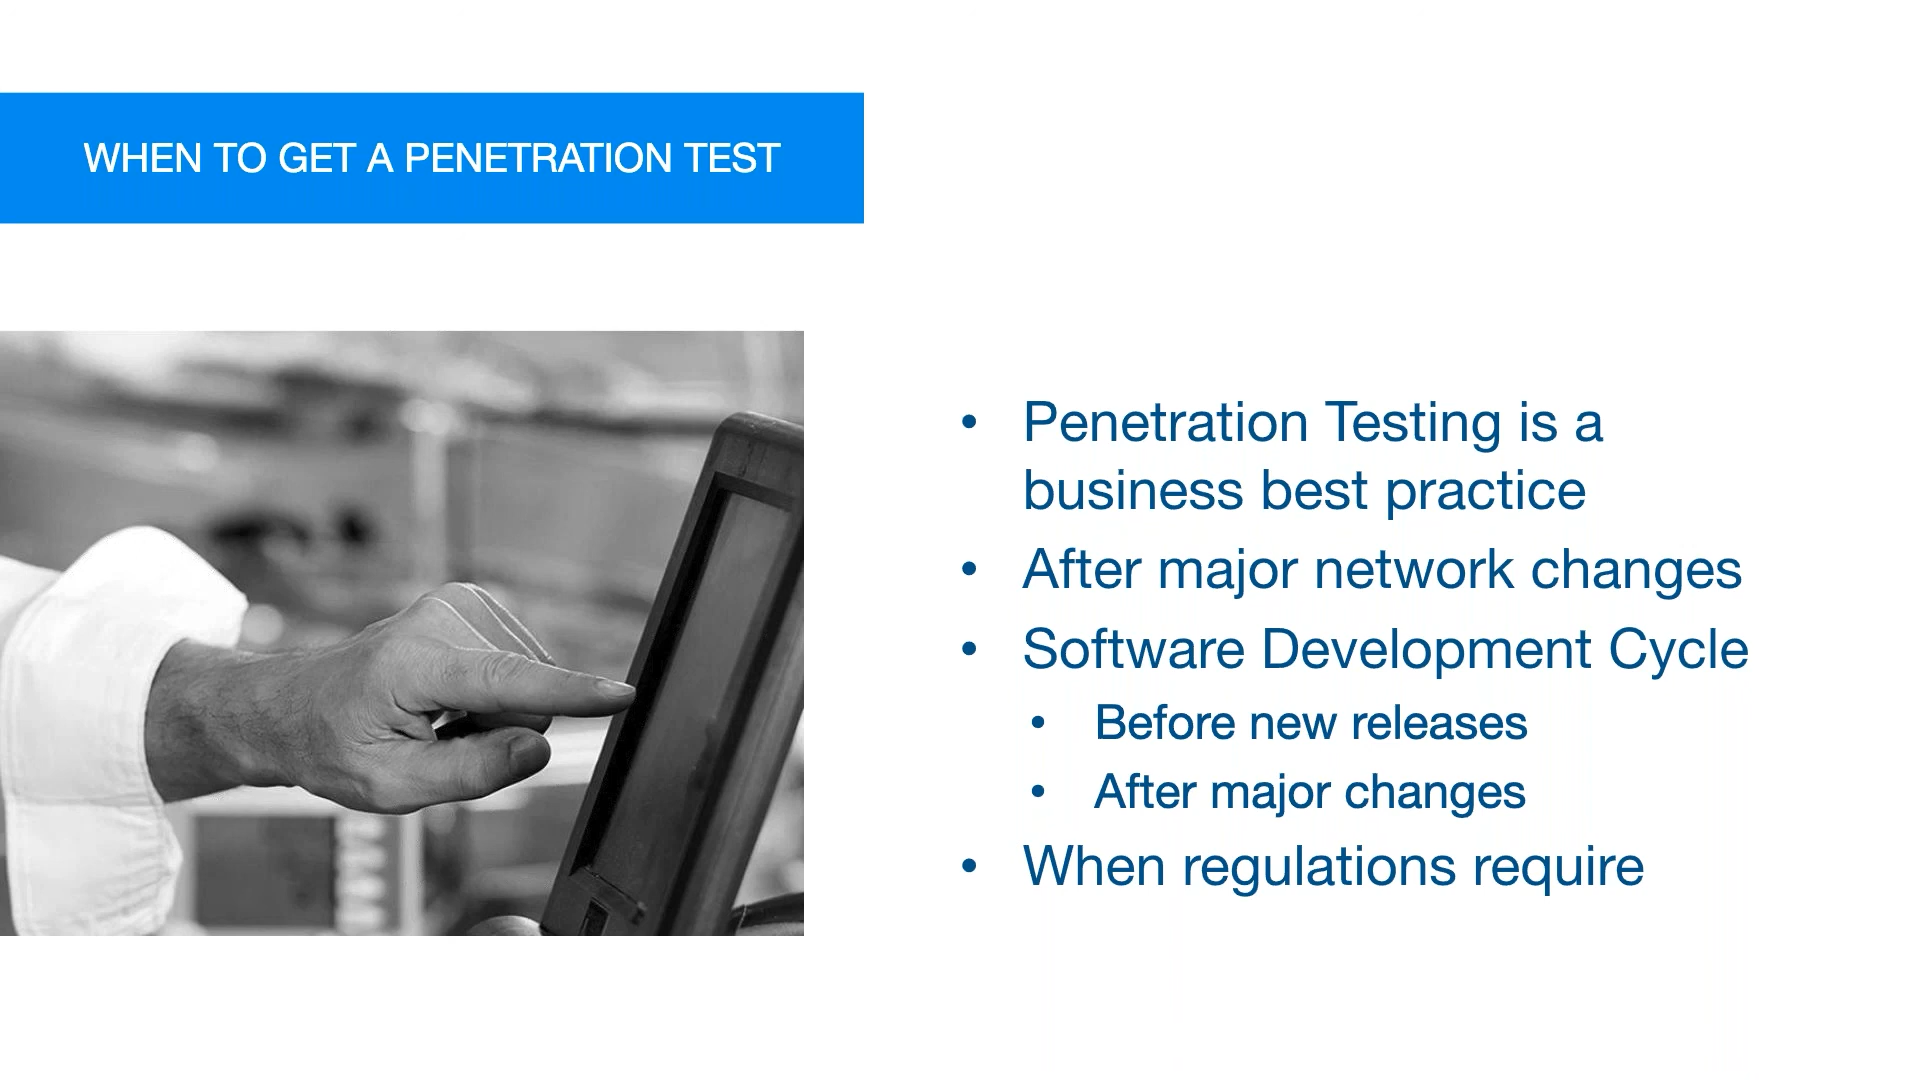 WHEN TO GET A PENETRATION TEST
• Penetration Testing is a
business best practice
• After major network changes
• Software Development Cycle
• Before new releases
• After major changes
• When regulations require